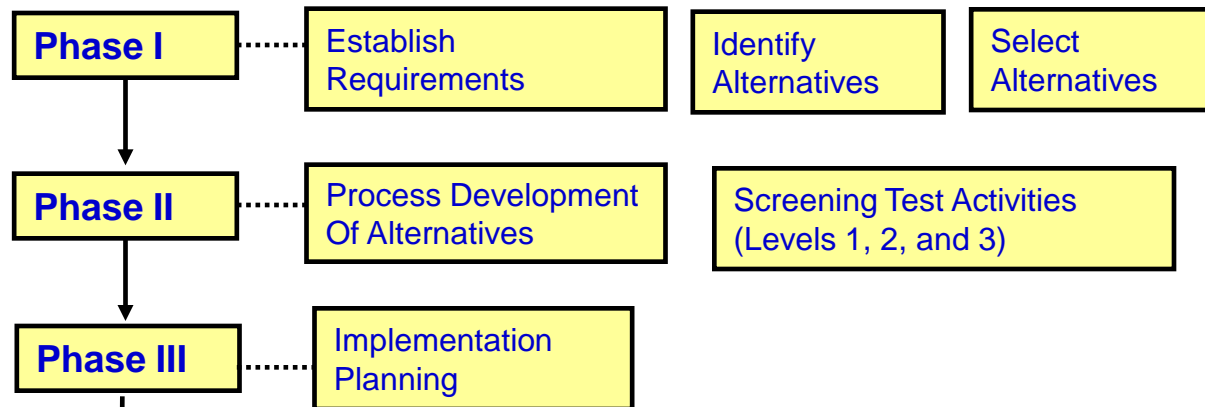 Phase I
Establish
Requirements
Identify
Alternatives
Select
Alternatives
Phase II
Process Development
Of Alternatives
Screening Test Activities
(Levels 1, 2, and 3)
Phase III
Implementation
Planning